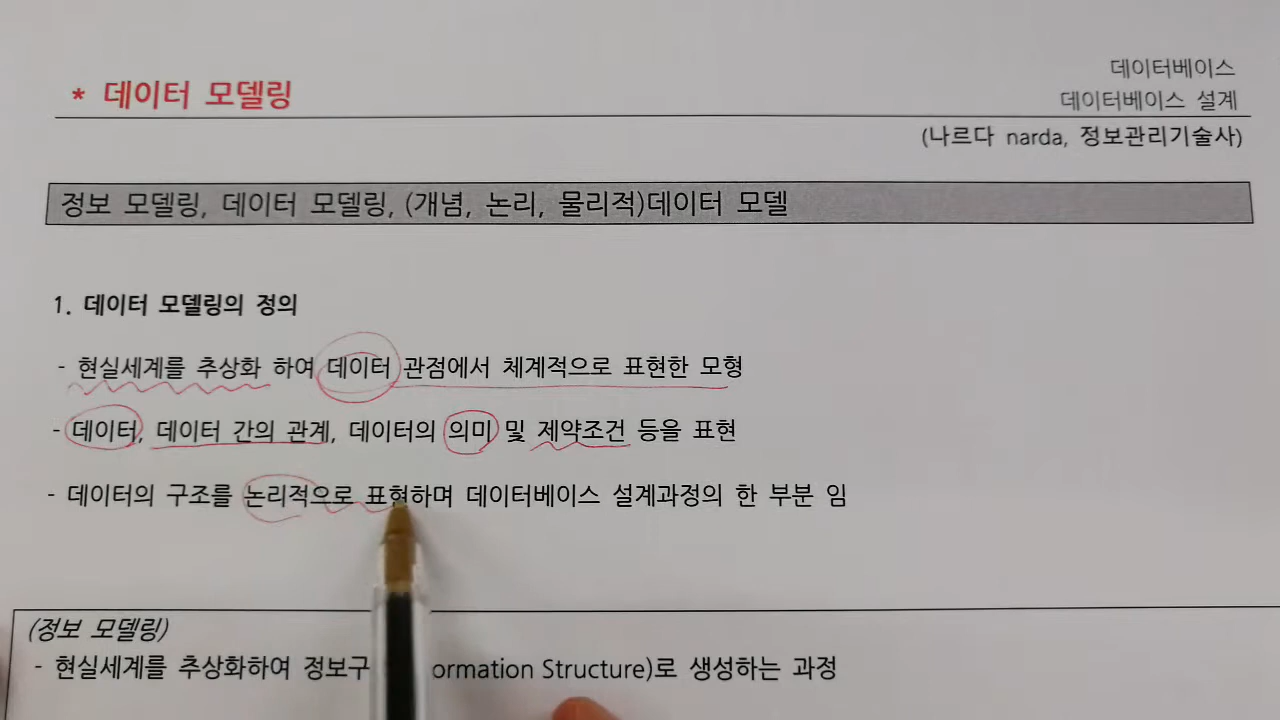 데이터베이스
* 데이터 모델링
데이터베이스 설계
(나르다 narda, 정보관리기술사)
정보 모델링, 데이터 모델링, (개념, 논리, 물리적)데이터 모델
1. 데이터 모델링의 정의
- 현실세계를 추상화 하여 데이터 관점에서 체계적으로 표현한 모형
- 데이터, 데이터 간의 관계, 데이터의 의미 및 제약조건 등을 표현
- 데이터의 구조를 논리적으로 표현하며 데이터베이스 설계과정의 한 부분 임
(정보 모델링)
- 현실세계를 추상화하여 정보구 ormation Structure)로 생성하는 과정